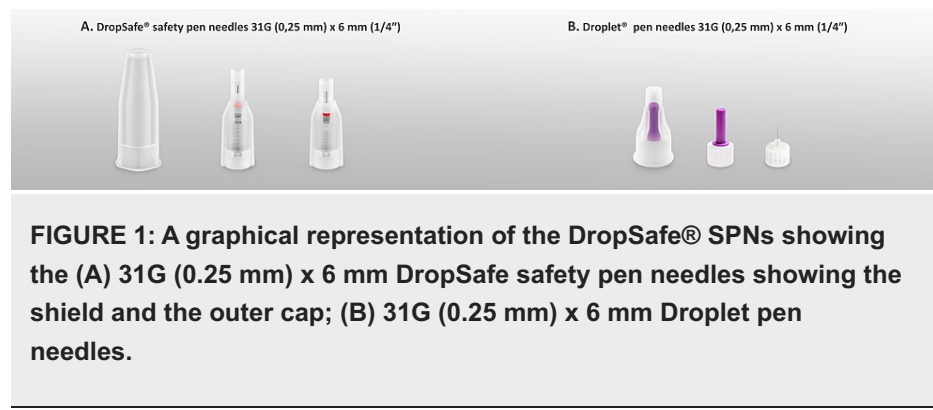 A. DropSafe® safety pen needles 31G (0,25 mm) x 6 mm (1/4″)
B. Droplet® pen needles 31G (0,25 mm) x 6 mm (1/4″)
FIGURE 1: A graphical representation of the DropSafe® SPNs showing
the (A) 31G (0.25 mm) x 6 mm DropSafe safety pen needles showing the
shield and the outer cap; (B) 31G (0.25 mm) x 6 mm Droplet pen
needles.